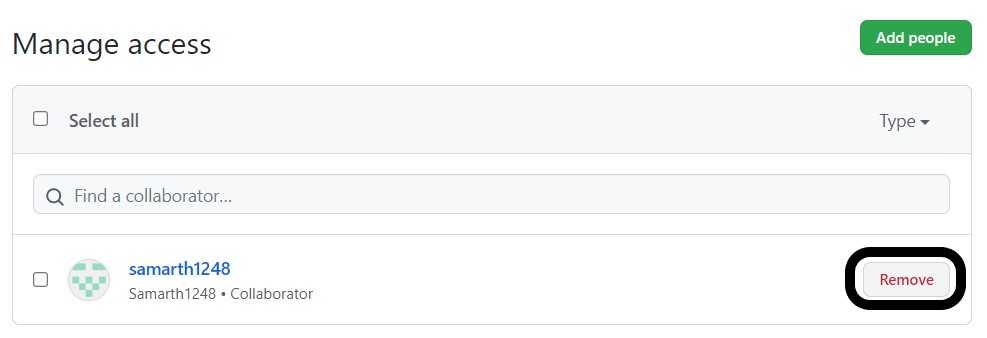 Manage access
Add people
Select all
Type
Find a collaborator...
samarth1248
Samarth1248 • Collaborator
Remove